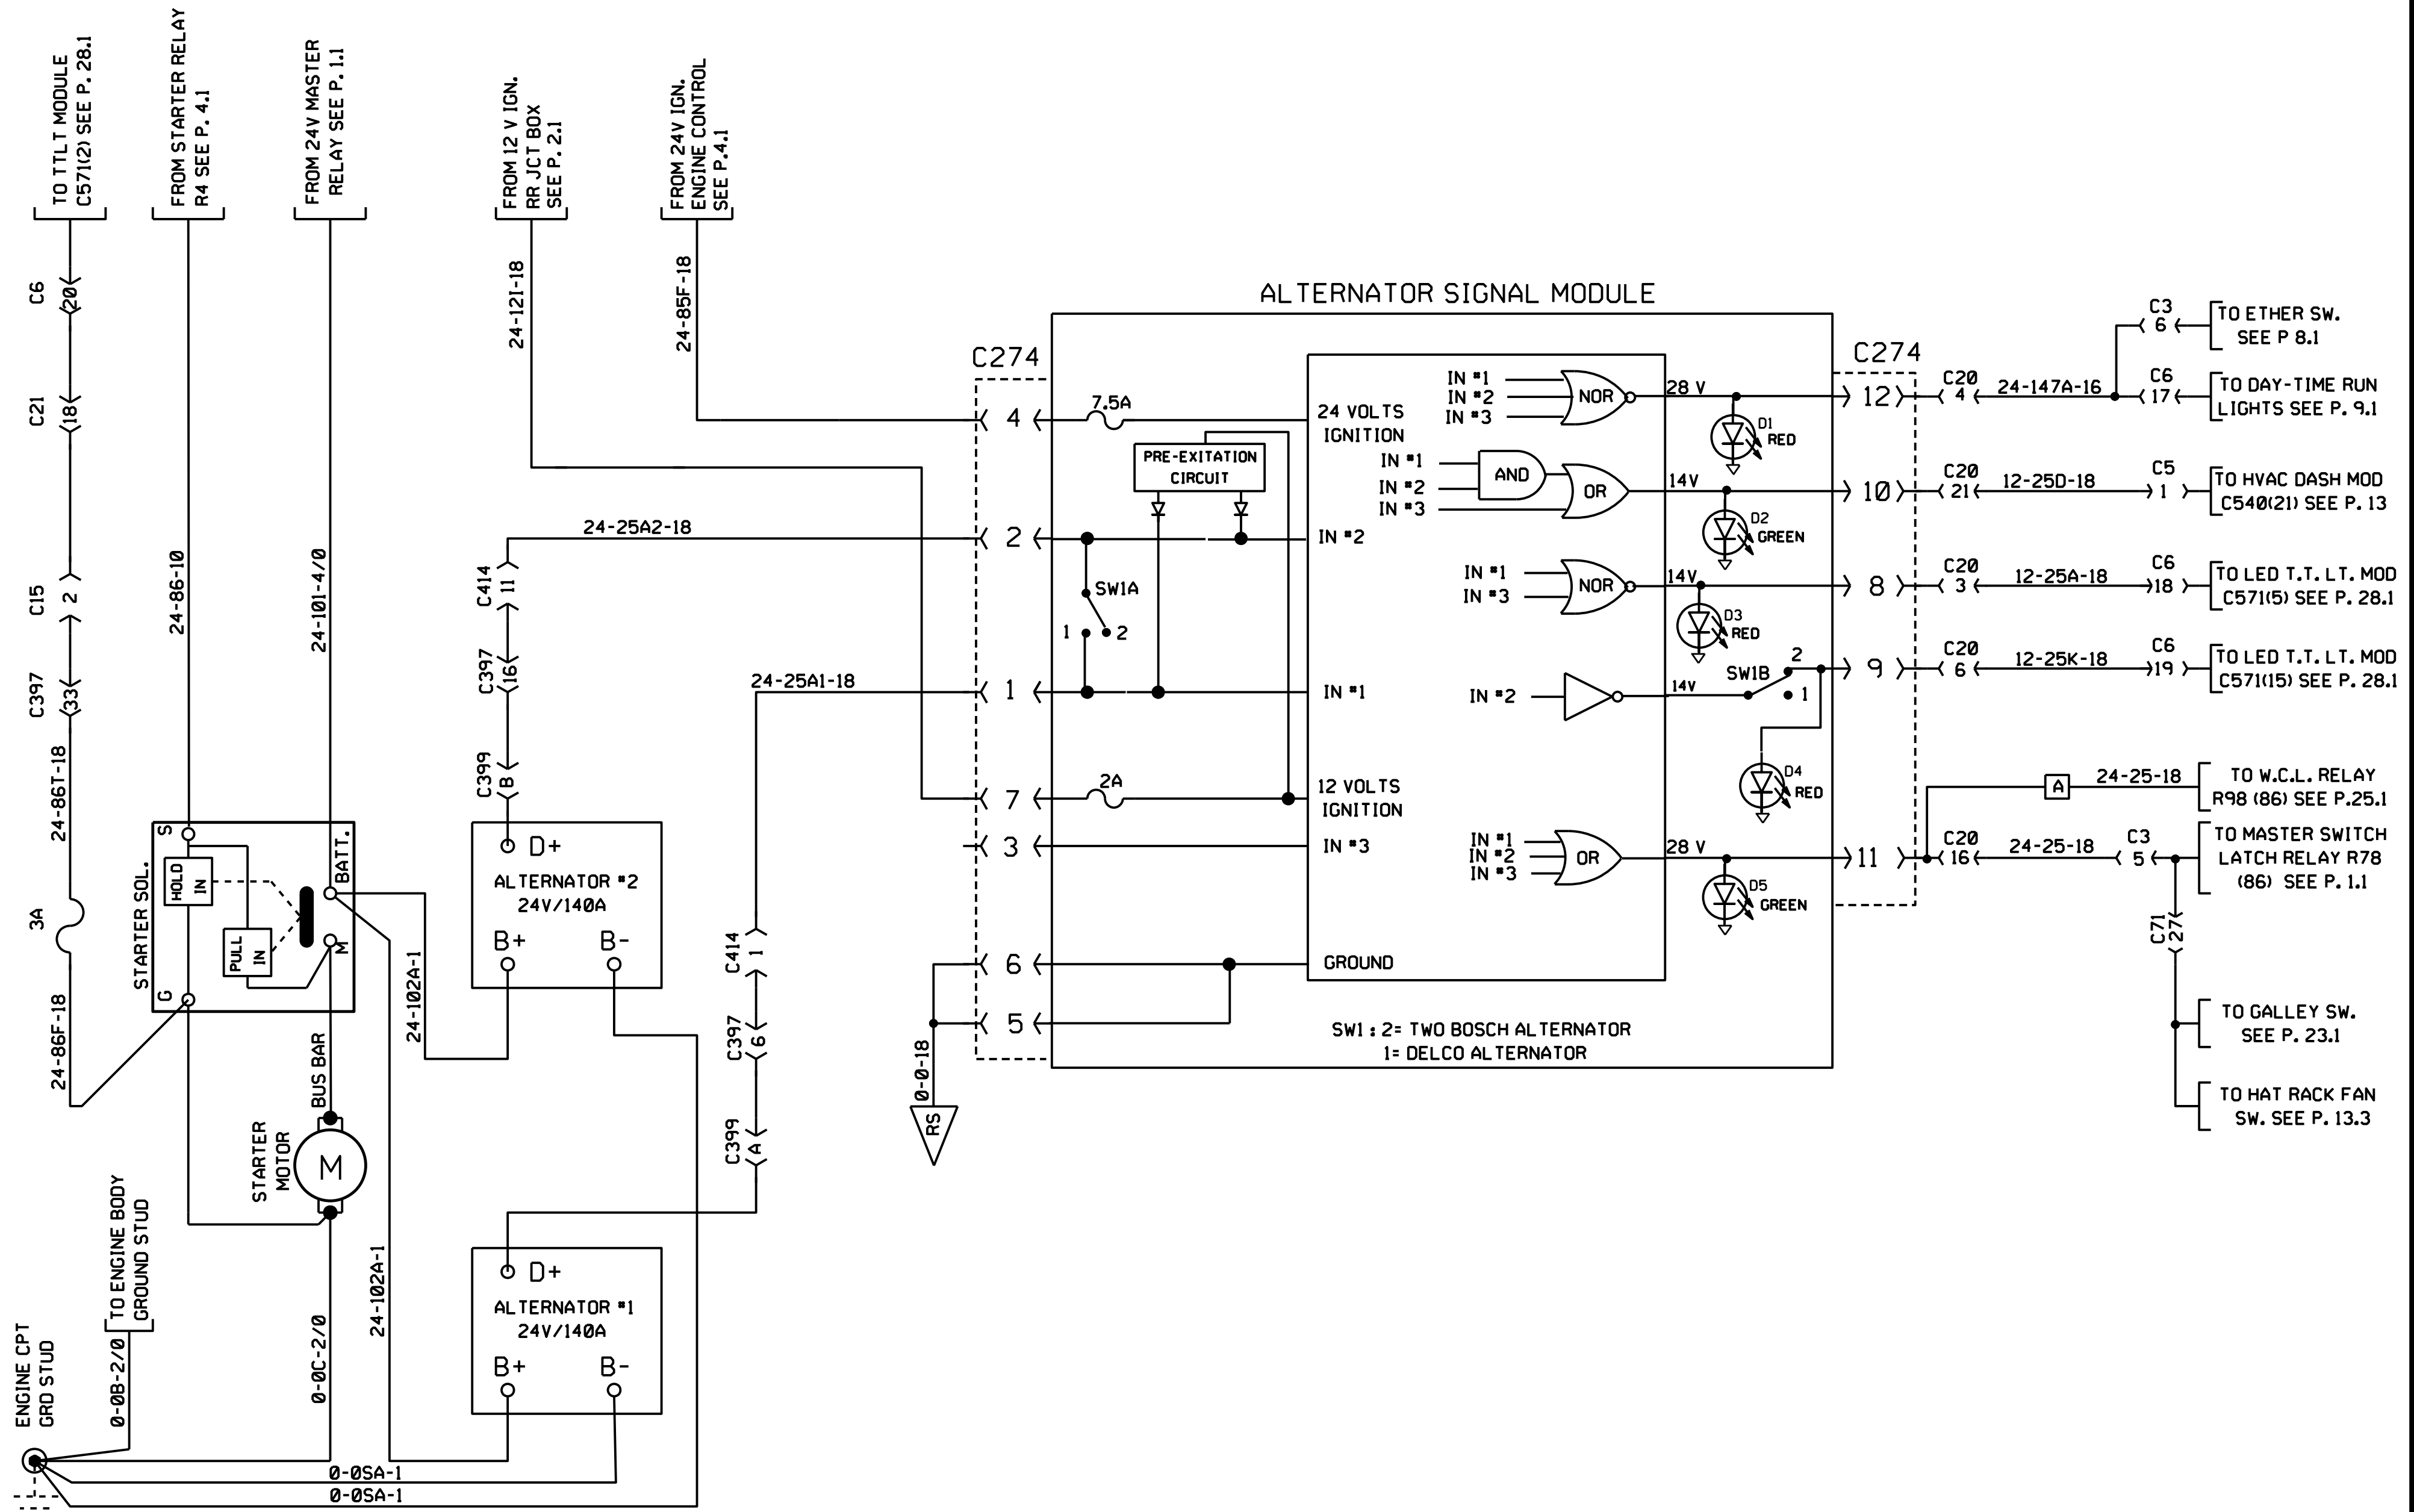 TO TTLT MODULE
C571(2) SEE P. 28.1
FROM STARTER RELAY
R4 SEE P. 4.1
FROM 24V MASTER
RELAY SEE P. 1.1
FROM 12 V IGN.
RR JCT BOX
SEE P. 2.1
FROM 24V IGN.
ENGINE CONTROL
SEE P.4.1
C6
20
C21
18
C15
2
C397
33
24-86T-18
3A
24-86F-18
24-86-10
24-101-4/0
24-12I-18
24-85F-18
STARTER SOL.
S
HOLD
IN
PULL
IN
BATT.
M
G
BUS BAR
STARTER
MOTOR
M
TO ENGINE BODY
GROUND STUD
ENGINE CPT
GRD STUD
0-0B-2/0
0-0C-2/0
24-102A-1
24-102A-1
0-0SA-1
0-0SA-1
24-25A2-18
C414
11
C397
16
C399
B
D+
ALTERNATOR #2
24V/140A
B+
B-
24-25A1-18
C414
1
C397
6
C399
A
D+
ALTERNATOR #1
24V/140A
B+
B-
ALTERNATOR SIGNAL MODULE
C274
4
2
1
7
3
6
5
0-0-18
RS
7.5A
PRE-EXITATION
CIRCUIT
SW1A
1
2
2A
24 VOLTS
IGNITION
IN #2
IN #1
12 VOLTS
IGNITION
IN #3
GROUND
IN #1
IN #2
IN #3
NOR
28 V
D1
RED
IN #1
IN #2
IN #3
AND
OR
14V
D2
GREEN
IN #1
IN #3
NOR
14V
D3
RED
IN #2
14V
SW1B
2
1
D4
RED
IN #1
IN #2
IN #3
OR
28 V
D5
GREEN
SW1 : 2= TWO BOSCH ALTERNATOR
1= DELCO ALTERNATOR
C274
12
10
8
9
11
C20
4
24-147A-16
C3
6
TO ETHER SW.
SEE P 8.1
C6
17
TO DAY-TIME RUN
LIGHTS SEE P. 9.1
C20
21
12-25D-18
C5
1
TO HVAC DASH MOD
C540(21) SEE P. 13
C20
3
12-25A-18
C6
18
TO LED T.T. LT. MOD
C571(5) SEE P. 28.1
C20
6
12-25K-18
C6
19
TO LED T.T. LT. MOD
C571(15) SEE P. 28.1
A
24-25-18
TO W.C.L. RELAY
R98 (86) SEE P.25.1
C20
16
24-25-18
C3
5
TO MASTER SWITCH
LATCH RELAY R78
(86) SEE P. 1.1
C71
27
TO GALLEY SW.
SEE P. 23.1
TO HAT RACK FAN
SW. SEE P. 13.3